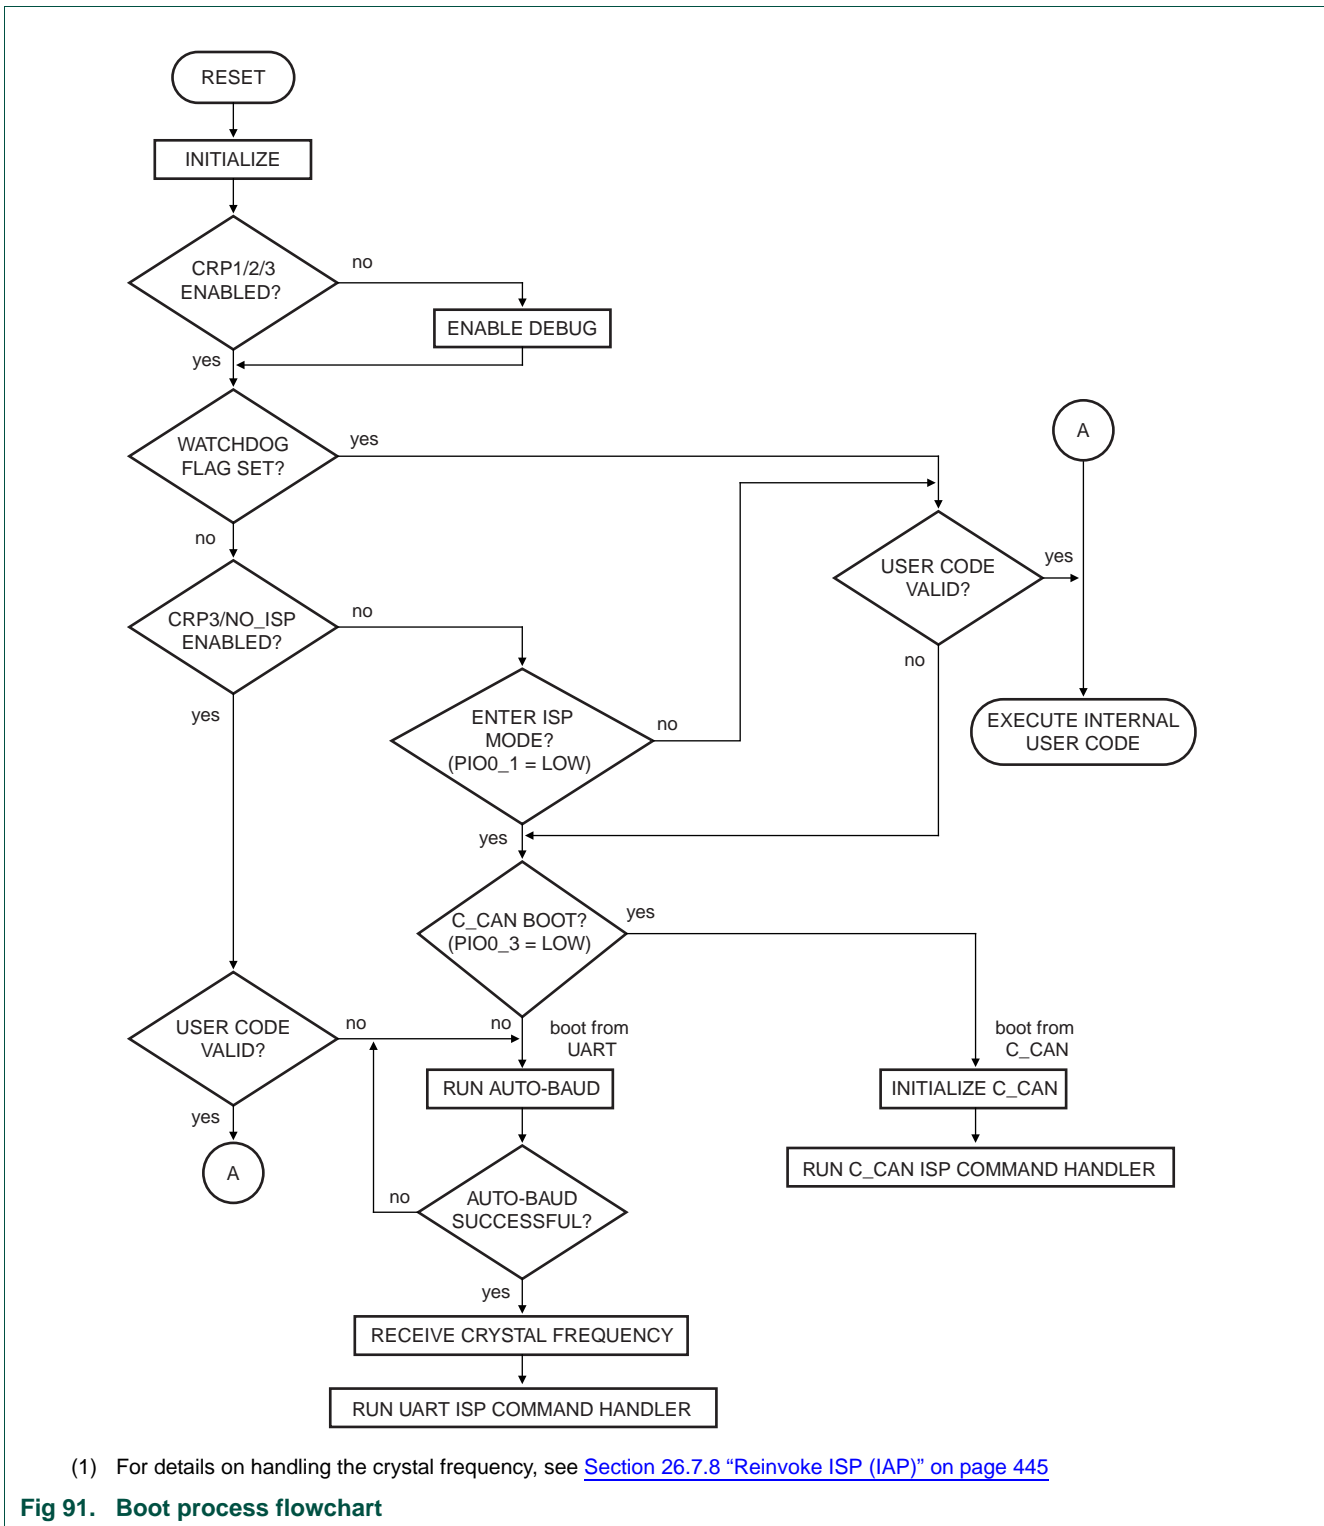 RESET
INITIALIZE
CRP1/2/3
ENABLED?
no
ENABLE DEBUG
yes
WATCHDOG
FLAG SET?
yes
A
no
USER CODE
VALID?
yes
no
CRP3/NO_ISP
ENABLED?
no
yes
ENTER ISP
MODE?
(PIO0_1 = LOW)
no
EXECUTE INTERNAL
USER CODE
yes
C_CAN BOOT?
(PIO0_3 = LOW)
yes
USER CODE
VALID?
no
no
boot from
UART
boot from
C_CAN
RUN AUTO-BAUD
INITIALIZE C_CAN
yes
A
RUN C_CAN ISP COMMAND HANDLER
no
AUTO-BAUD
SUCCESSFUL?
yes
RECEIVE CRYSTAL FREQUENCY
RUN UART ISP COMMAND HANDLER
(1) For details on handling the crystal frequency, see Section 26.7.8 “Reinvoke ISP (IAP)” on page 445
Fig 91. Boot process flowchart